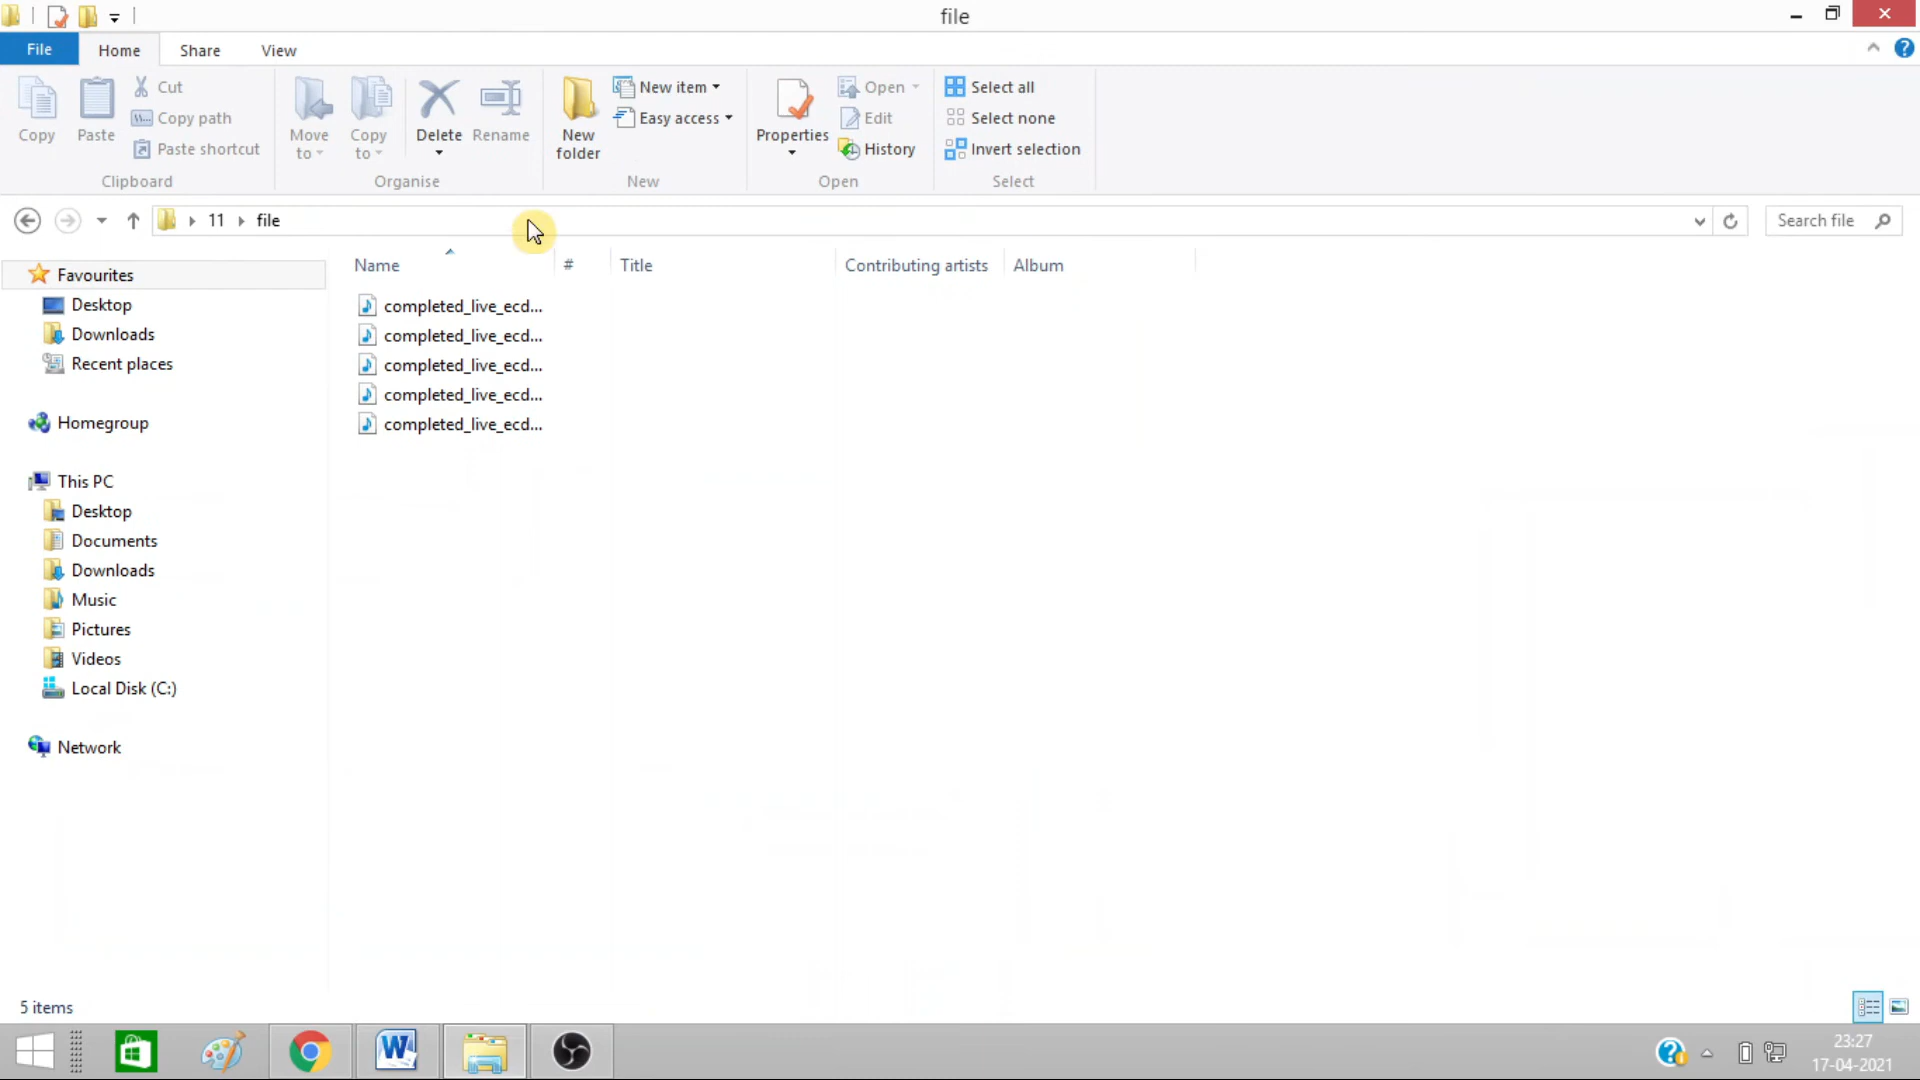 file
File Home Share View
Copy
Paste
Cut
Copy path
Paste shortcut
Clipboard
Move to
Copy to
Delete
Rename
Organise
New folder
New item
Easy access
New
Properties
Open
Edit
History
Open
Select all
Select none
Invert selection
Select
11 file
Search file
Name # Title Contributing artists Album
completed_live_ecd...
completed_live_ecd...
completed_live_ecd...
completed_live_ecd...
completed_live_ecd...
Favourites
Desktop
Downloads
Recent places
Homegroup
This PC
Desktop
Documents
Downloads
Music
Pictures
Videos
Local Disk (C:)
Network
5 items
23:27
17-04-2021